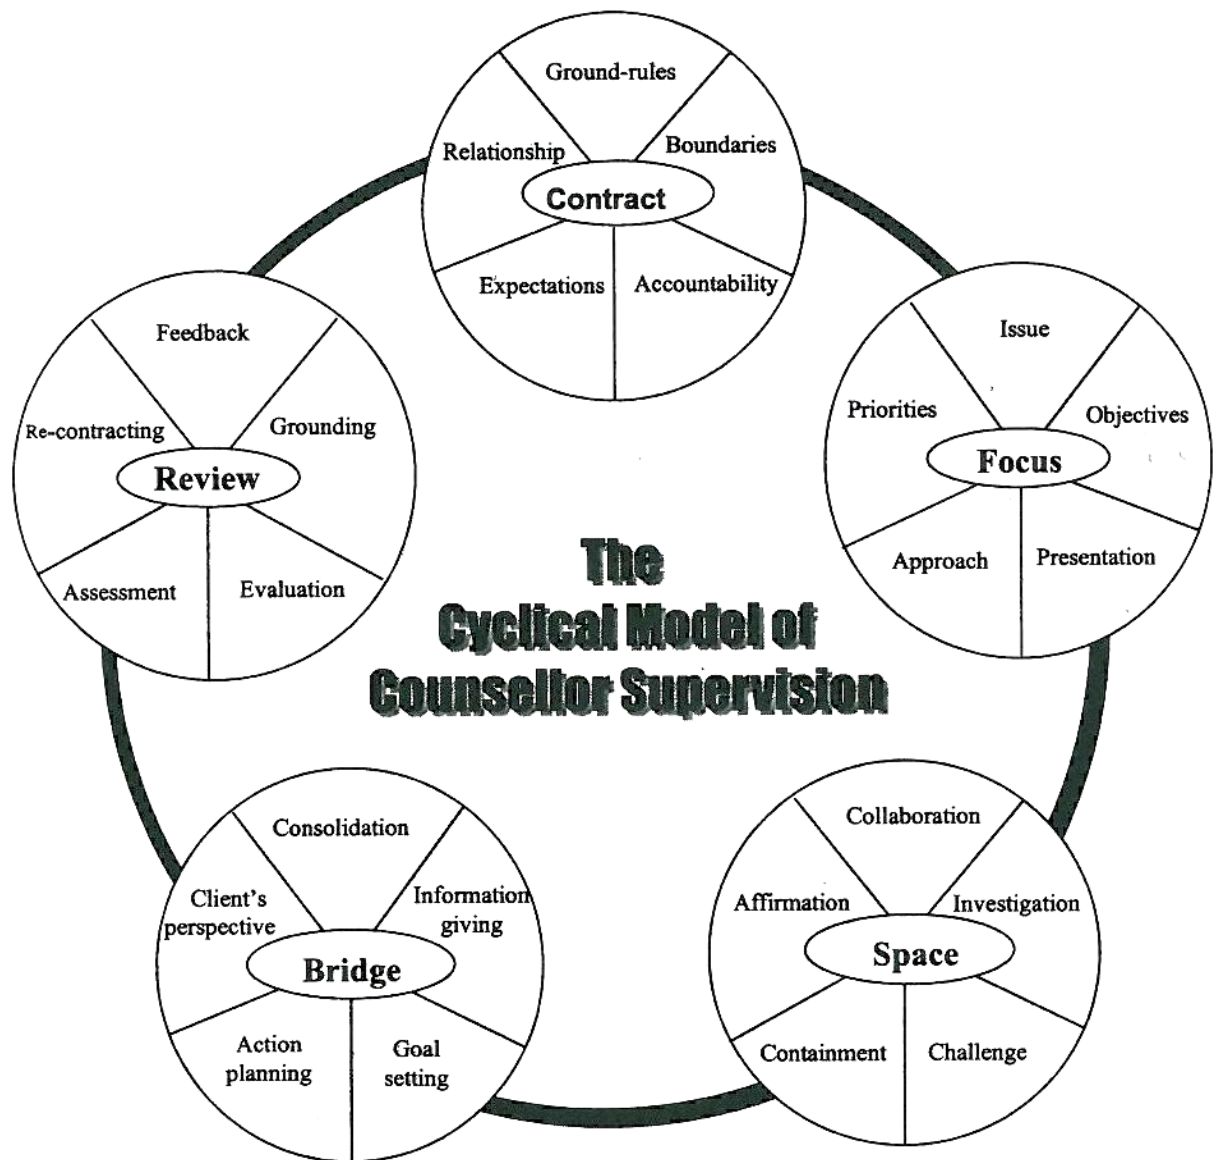 Ground-rules
Relationship
Boundaries
Contract
Expectations
Accountability
Feedback
Re-contracting
Grounding
Review
Assessment
Evaluation
Issue
Priorities
Objectives
Focus
Approach
Presentation
The
Cyclical Model of
Counsellor Supervision
Consolidation
Client's
perspective
Information
giving
Bridge
Action
planning
Goal
setting
Collaboration
Affirmation
Investigation
Space
Containment
Challenge